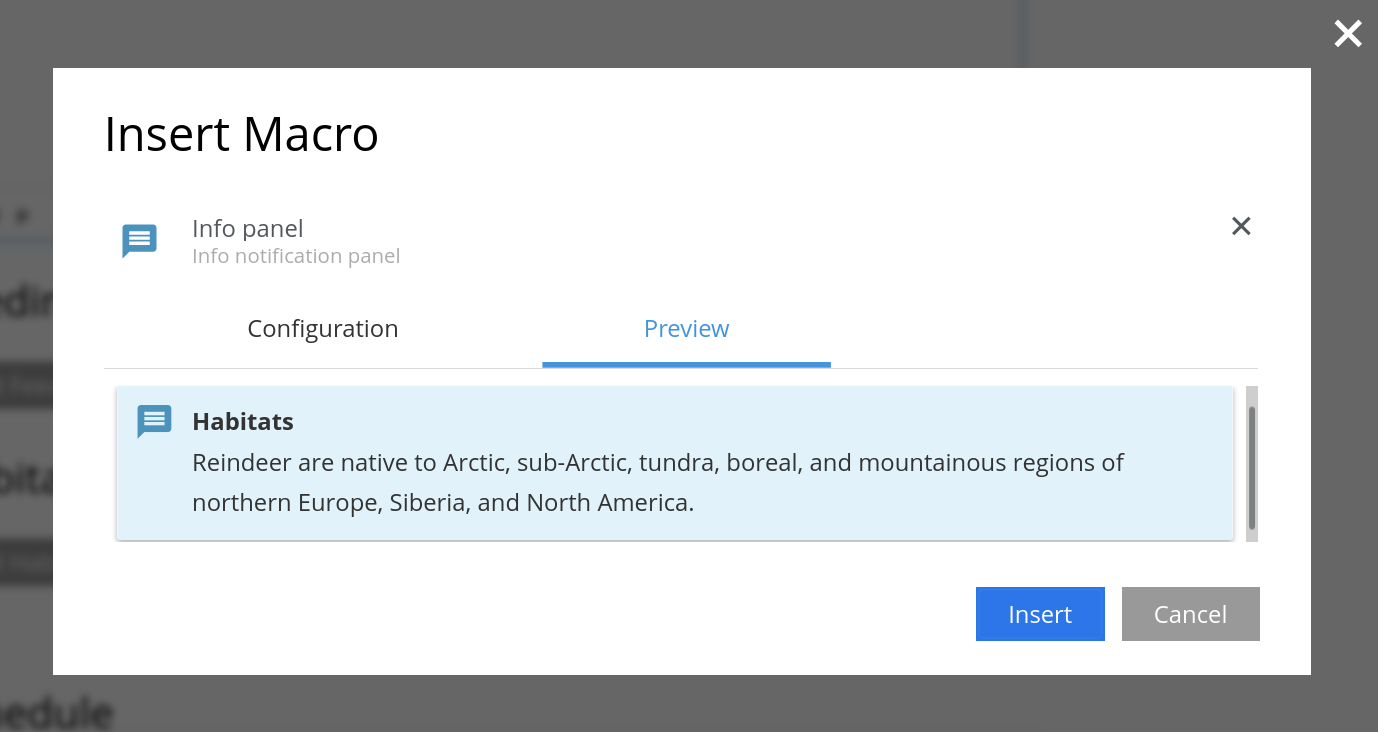 Insert Macro
Info panel
Info notification panel
Configuration
Preview
Habitats
Reindeer are native to Arctic, sub-Arctic, tundra, boreal, and mountainous regions of
northern Europe, Siberia, and North America.
Insert
Cancel